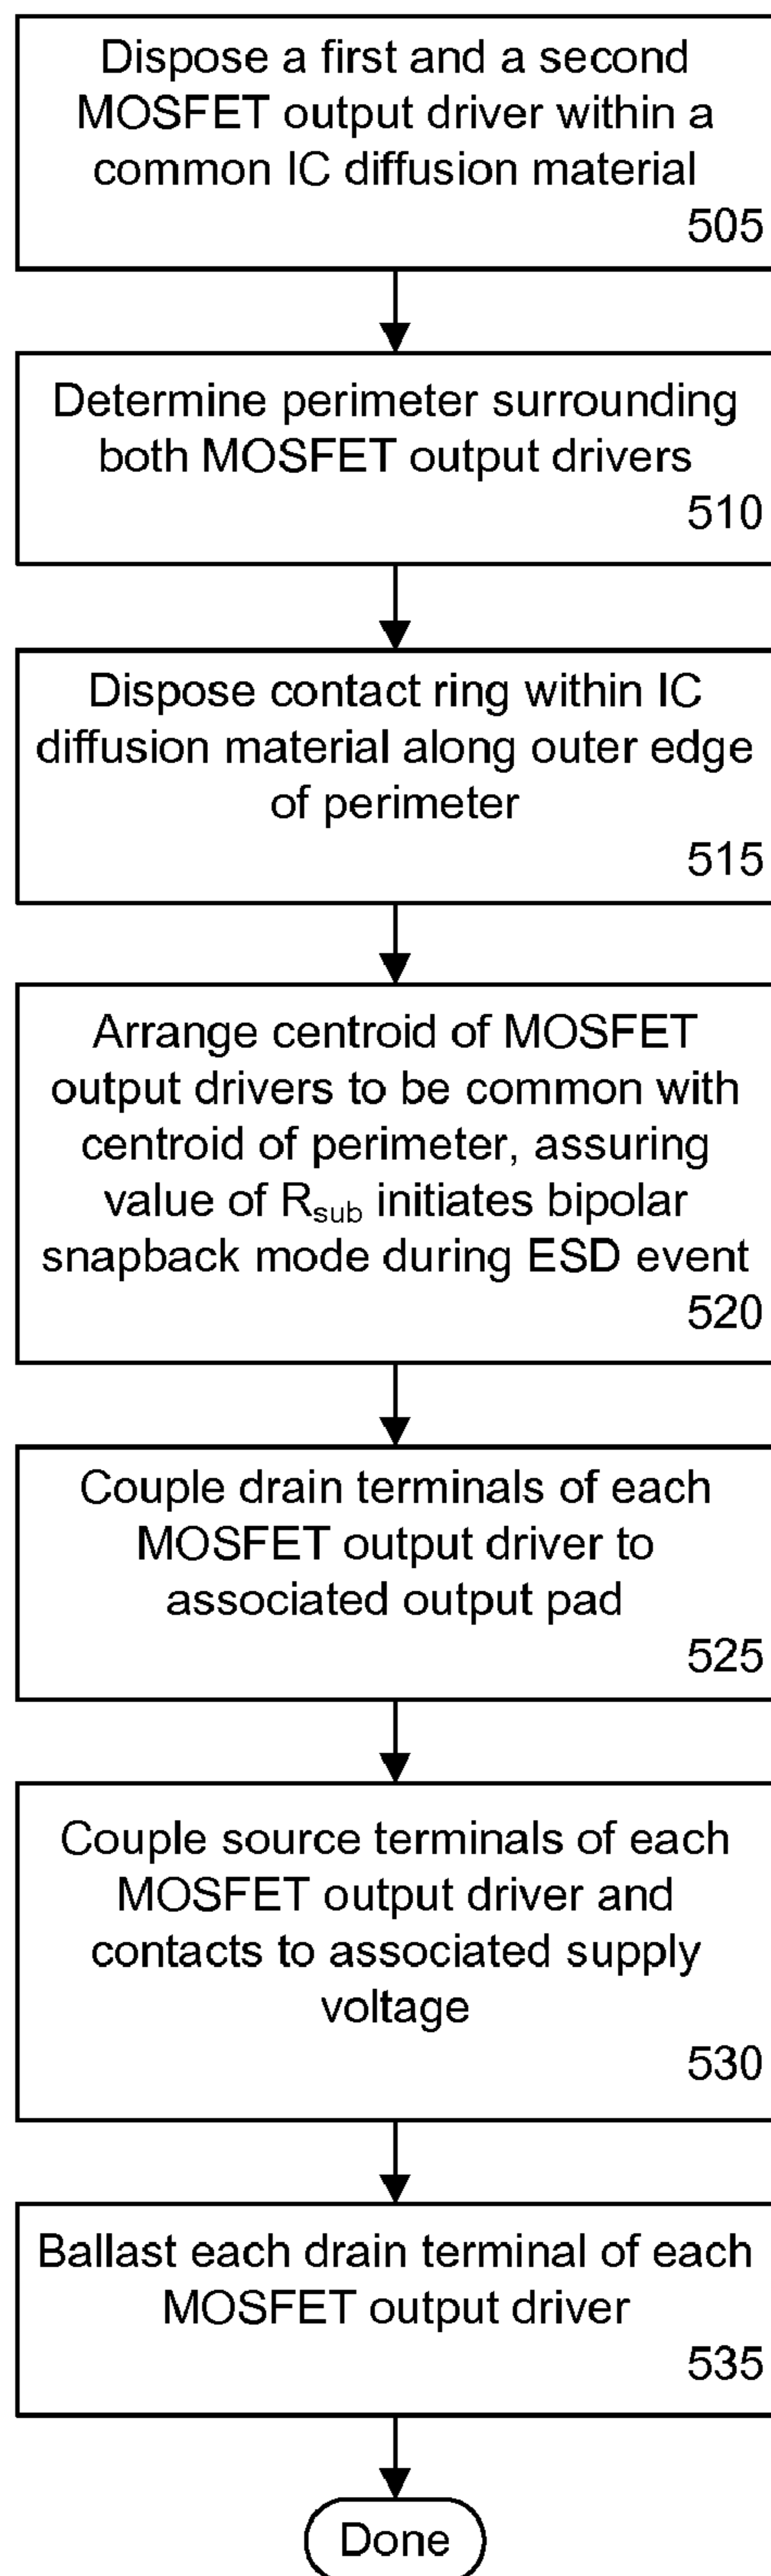 Dispose a first and a second
MOSFET output driver within a
common IC diffusion material
505
Determine perimeter surrounding
both MOSFET output drivers
510
Dispose contact ring within IC
diffusion material along outer edge
of perimeter
515
Arrange centroid of MOSFET
output drivers to be common with
centroid of perimeter, assuring
value of Rsub initiates bipolar
snapback mode during ESD event
520
Couple drain terminals of each
MOSFET output driver to
associated output pad
525
Couple source terminals of each
MOSFET output driver and
contacts to associated supply
voltage
530
Ballast each drain terminal of each
MOSFET output driver
535
Done